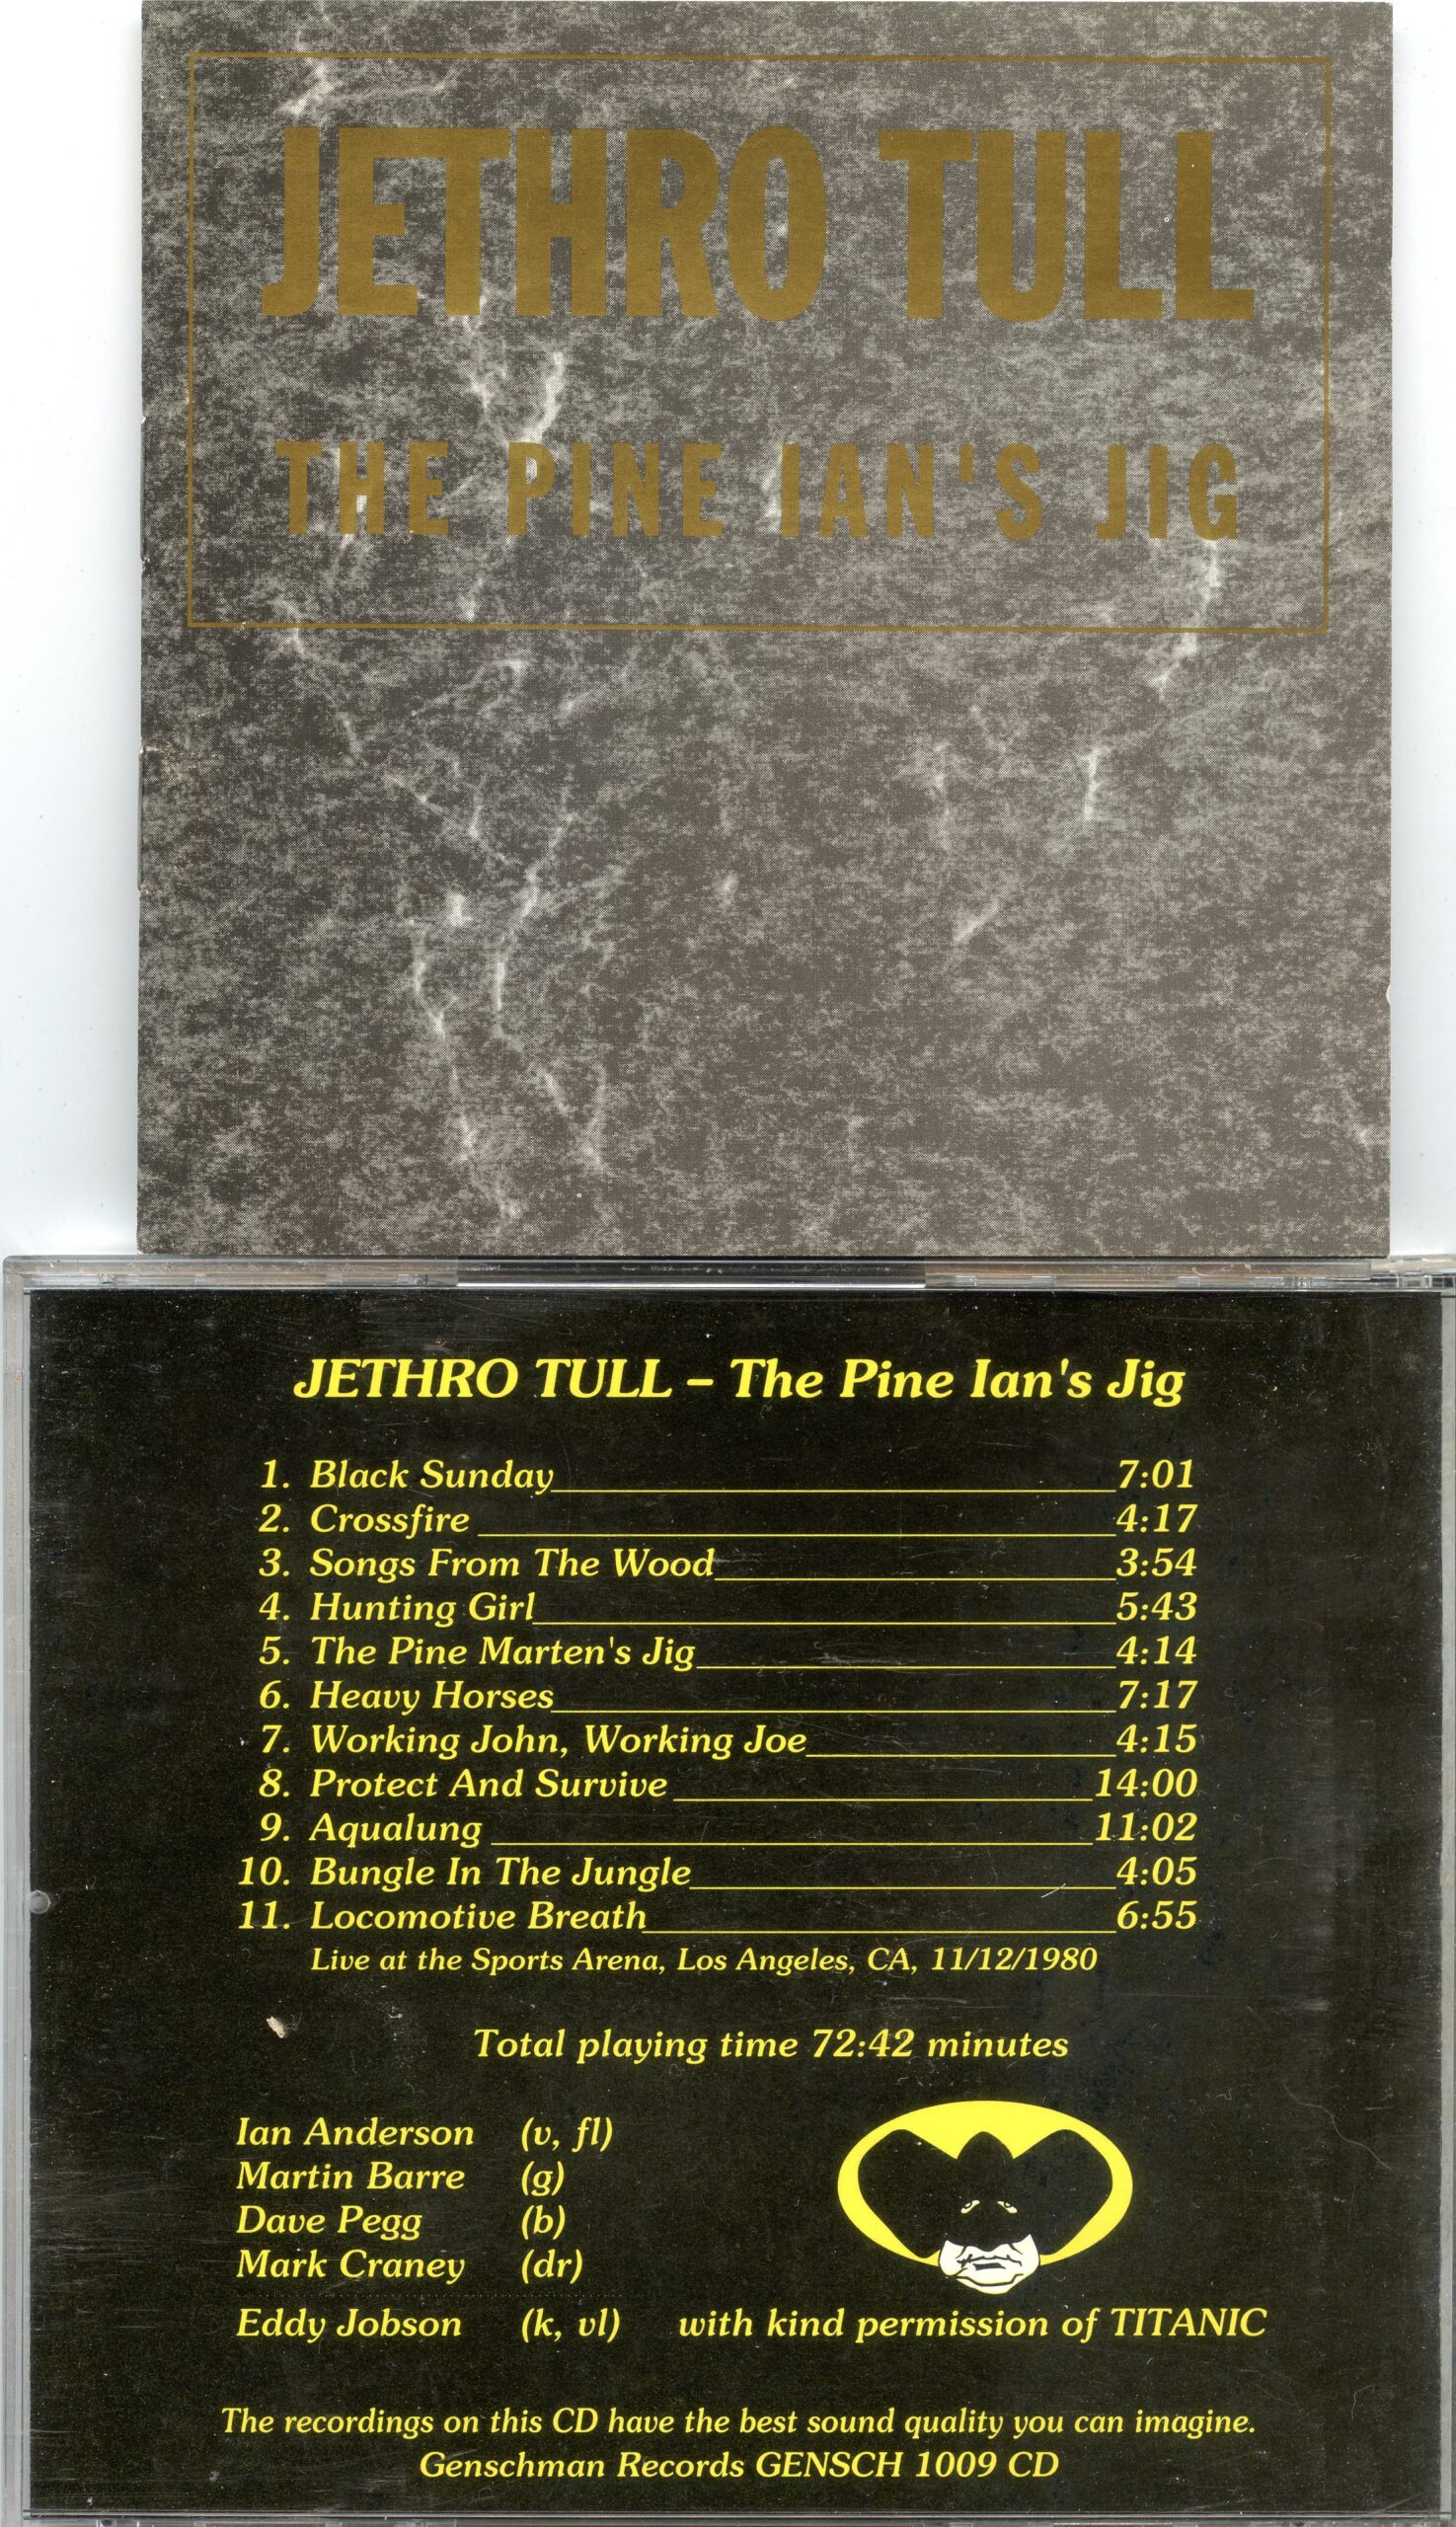 JETHRO TULL
THE PINE IAN'S JIG
JETHRO TULL – The Pine Ian's Jig
1. Black Sunday 7:01
2. Crossfire 4:17
3. Songs From The Wood 3:54
4. Hunting Girl 5:43
5. The Pine Marten's Jig 4:14
6. Heavy Horses 7:17
7. Working John, Working Joe 4:15
8. Protect And Survive 14:00
9. Aqualung 11:02
10. Bungle In The Jungle 4:05
11. Locomotive Breath 6:55
Live at the Sports Arena, Los Angeles, CA, 11/12/1980
Total playing time 72:42 minutes
Ian Anderson (v, fl)
Martin Barre (g)
Dave Pegg (b)
Mark Craney (dr)
Eddy Jobson (k, vl) with kind permission of TITANIC
The recordings on this CD have the best sound quality you can imagine.
Genschman Records GENSCH 1009 CD